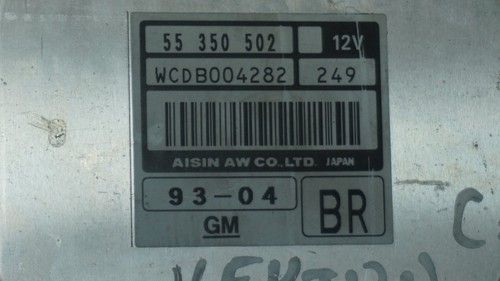 55 350 502 12V
WCDB004282 249
AISIN AW CO.,LTD. JAPAN
93-04
GM
BR
C